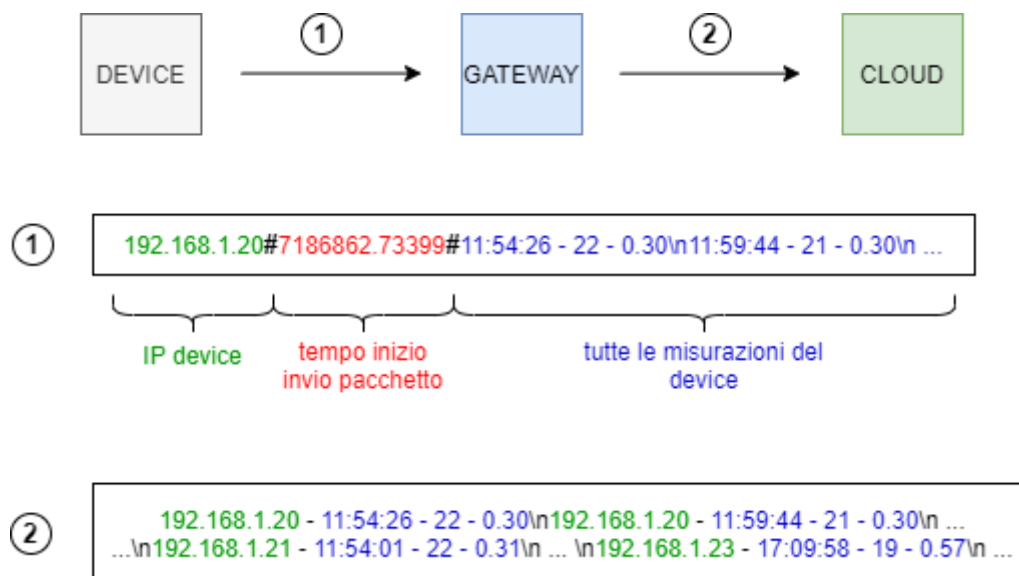 1
2
DEVICE
GATEWAY
CLOUD
1
192.168.1.20#7186862.73399#11:54:26 - 22 - 0.30\n11:59:44 - 21 - 0.30\n ...
IP device
tempo inizio
invio pacchetto
tutte le misurazioni del
device
2
192.168.1.20 - 11:54:26 - 22 - 0.30\n192.168.1.20 - 11:59:44 - 21 - 0.30\n ...
...\n192.168.1.21 - 11:54:01 - 22 - 0.31\n ... \n192.168.1.23 - 17:09:58 - 19 - 0.57\n ...